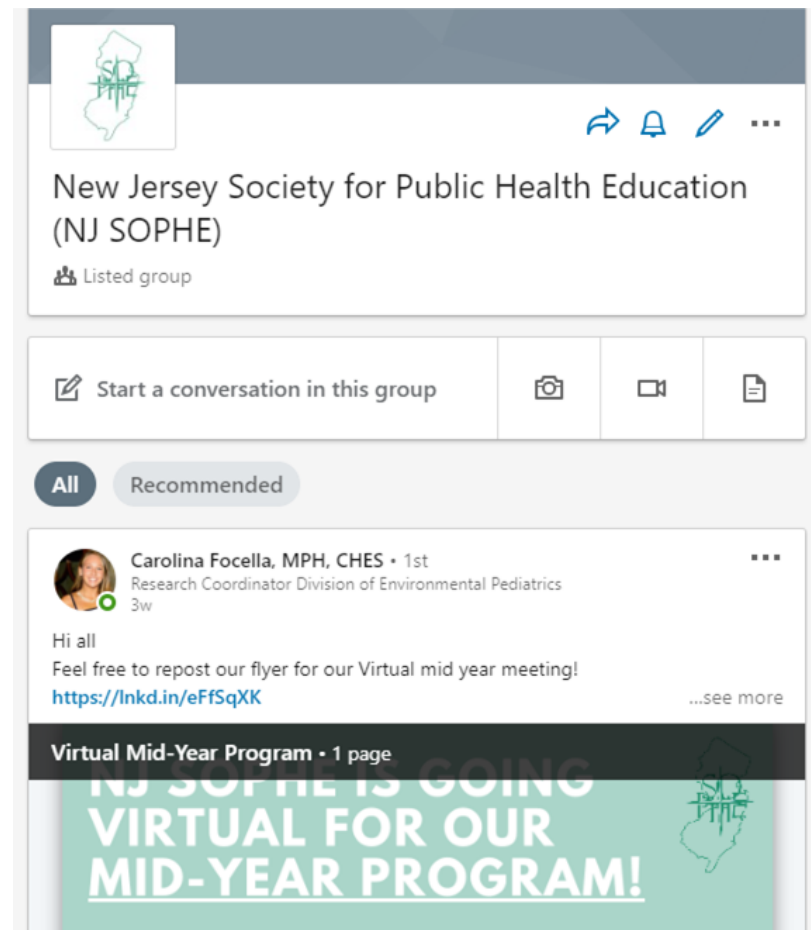 New Jersey Society for Public Health Education
(NJ SOPHE)
Listed group
Start a conversation in this group
All
Recommended
Carolina Focella, MPH, CHES • 1st
Research Coordinator Division of Environmental Pediatrics
3w
Hi all
Feel free to repost our flyer for our Virtual mid year meeting!
https://lnkd.in/eFfSqXK
...see more
Virtual Mid-Year Program • 1 page
NJ SOPHE IS GOING
VIRTUAL FOR OUR
MID-YEAR PROGRAM!